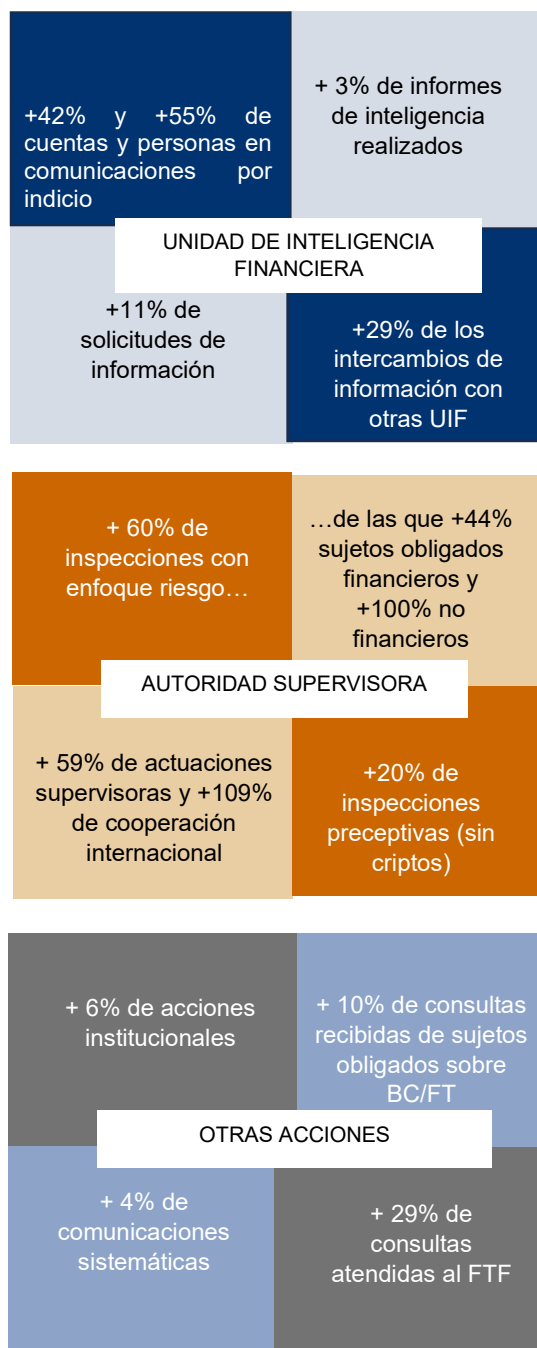 +42% y +55% de
cuentas y personas en
comunicaciones por
indicio
+ 3% de informes
de inteligencia
realizados
UNIDAD DE INTELIGENCIA
FINANCIERA
+11% de
solicitudes de
información
+29% de los
intercambios de
información con
otras UIF
+ 60% de
inspecciones con
enfoque riesgo…
…de las que +44%
sujetos obligados
financieros y
+100% no
financieros
AUTORIDAD SUPERVISORA
+ 59% de actuaciones
supervisoras y +109%
de cooperación
internacional
+20% de
inspecciones
preceptivas (sin
criptos)
+ 6% de acciones
institucionales
+ 10% de consultas
recibidas de sujetos
obligados sobre
BC/FT
OTRAS ACCIONES
+ 4% de
comunicaciones
sistemáticas
+ 29% de
consultas
atendidas al FTF